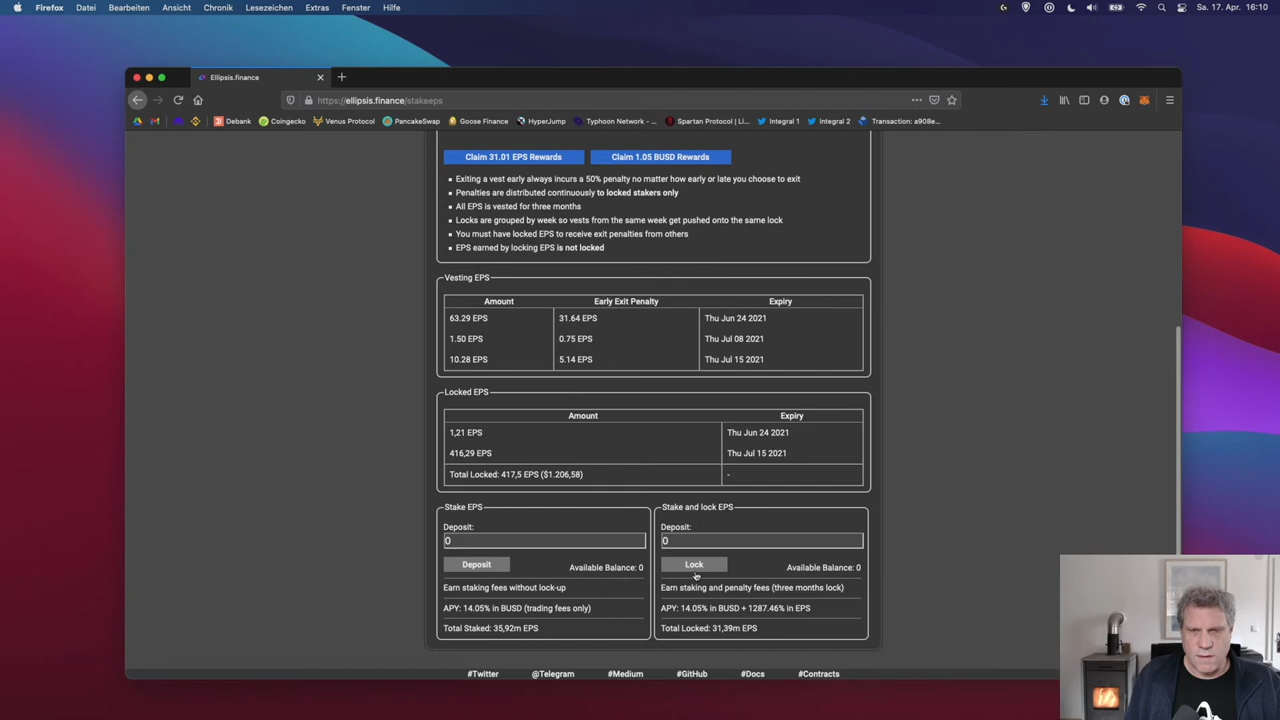 Firefox Datei Bearbeiten Ansicht Chronik Lesezeichen Extras Fenster Hilfe Sa. 17. Apr. 16:10
Ellipsis.finance
https://ellipsis.finance/stakeeps
Debank Coingecko Venus Protocol PancakeSwap Goose Finance HyperJump Typhoon Network - ... Spartan Protocol | Li... Integral 1 Integral 2 Transaction: a908e...
Claim 31.01 EPS Rewards Claim 1.05 BUSD Rewards
Exiting a vest early always incurs a 50% penalty no matter how early or late you choose to exit
Penalties are distributed continuously to locked stakers only
All EPS is vested for three months
Locks are grouped by week so vests from the same week get pushed onto the same lock
You must have locked EPS to receive exit penalties from others
EPS earned by locking EPS is not locked
Vesting EPS
Amount Early Exit Penalty Expiry
63.29 EPS 31.64 EPS Thu Jun 24 2021
1.50 EPS 0.75 EPS Thu Jul 08 2021
10.28 EPS 5.14 EPS Thu Jul 15 2021
Locked EPS
Amount Expiry
1,21 EPS Thu Jun 24 2021
416,29 EPS Thu Jul 15 2021
Total Locked: 417,5 EPS ($1.206,58) -
Stake EPS Stake and lock EPS
Deposit: Deposit:
0 0
Deposit Available Balance: 0 Lock Available Balance: 0
Earn staking fees without lock-up Earn staking and penalty fees (three months lock)
APY: 14.05% in BUSD (trading fees only) APY: 14.05% in BUSD + 1287.46% in EPS
Total Staked: 35,92m EPS Total Locked: 31,39m EPS
#Twitter @Telegram #Medium #GitHub #Docs #Contracts